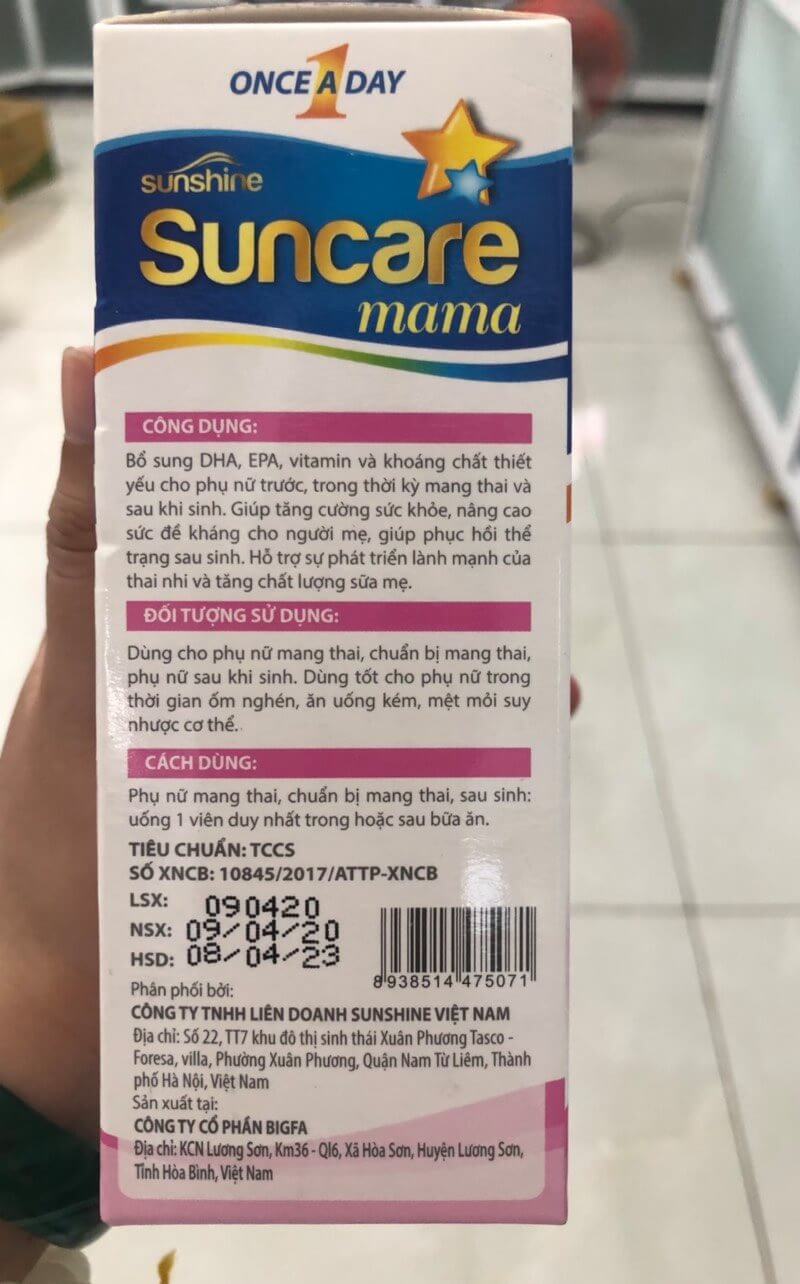 ONCE A DAY
1
sunshine
Suncare
mama
CÔNG DỤNG:
Bổ sung DHA, EPA, vitamin và khoáng chất thiết
yếu cho phụ nữ trước, trong thời kỳ mang thai và
sau khi sinh. Giúp tăng cường sức khỏe, nâng cao
sức đề kháng cho người mẹ, giúp phục hồi thể
trạng sau sinh. Hỗ trợ sự phát triển lành mạnh của
thai nhi và tăng chất lượng sữa mẹ.
ĐỐI TƯỢNG SỬ DỤNG:
Dùng cho phụ nữ mang thai, chuẩn bị mang thai,
phụ nữ sau khi sinh. Dùng tốt cho phụ nữ trong
thời gian ốm nghén, ăn uống kém, mệt mỏi suy
nhược cơ thể.
CÁCH DÙNG:
Phụ nữ mang thai, chuẩn bị mang thai, sau sinh:
uống 1 viên duy nhất trong hoặc sau bữa ăn.
TIÊU CHUẨN: TCCS
SỐ XNCB: 10845/2017/ATTP-XNCB
LSX: 090420
NSX: 09/04/20
HSD: 08/04/23
8 938514 475071
Phân phối bởi:
CÔNG TY TNHH LIÊN DOANH SUNSHINE VIỆT NAM
Địa chỉ: Số 22, TT7 khu đô thị sinh thái Xuân Phương Tasco -
Foresa, villa, Phường Xuân Phương, Quận Nam Từ Liêm, Thành
phố Hà Nội, Việt Nam
Sản xuất tại:
CÔNG TY CỔ PHẦN BIGFA
Địa chỉ: KCN Lương Sơn, Km36 - Ql6, Xã Hòa Sơn, Huyện Lương Sơn,
Tỉnh Hòa Bình, Việt Nam